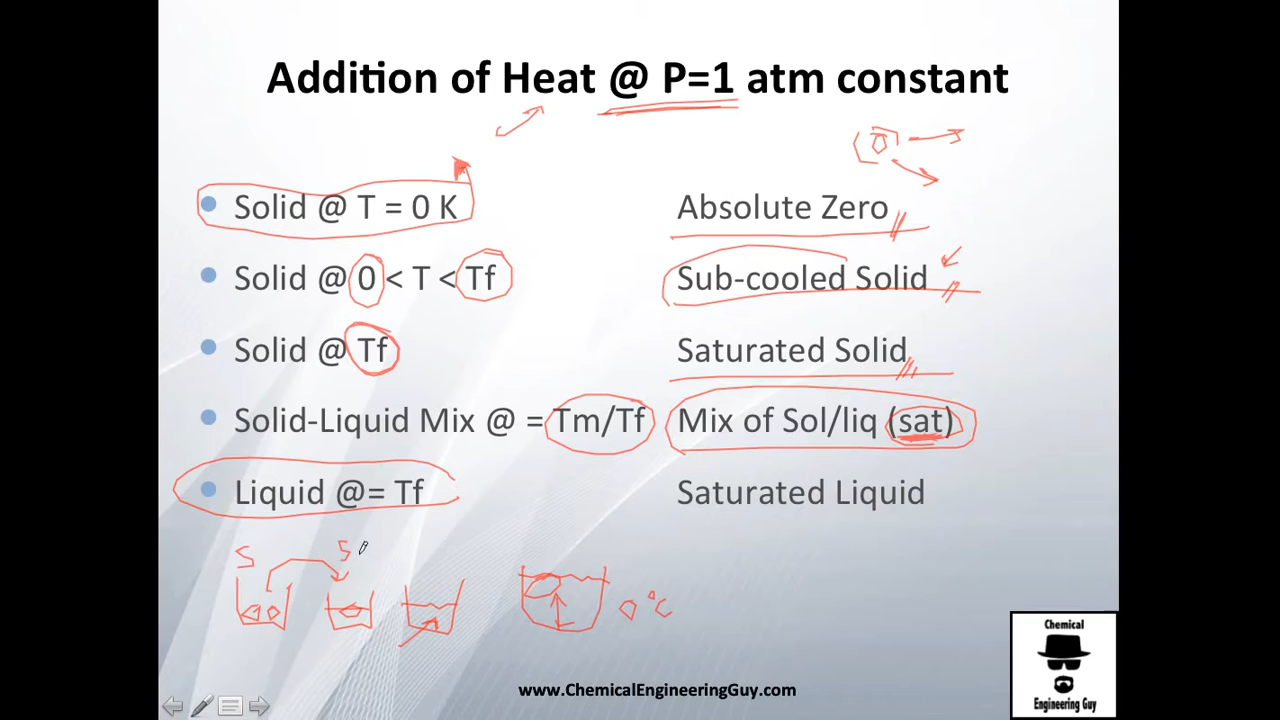 Addition of Heat @ P=1 atm constant
Solid @ T = 0 K Absolute Zero
Solid @ 0 < T < Tf Sub-cooled Solid
Solid @ Tf Saturated Solid
Solid-Liquid Mix @ = Tm/Tf Mix of Sol/liq (sat)
Liquid @= Tf Saturated Liquid
S S
0 °C
Chemical
Engineering Guy
www.ChemicalEngineeringGuy.com